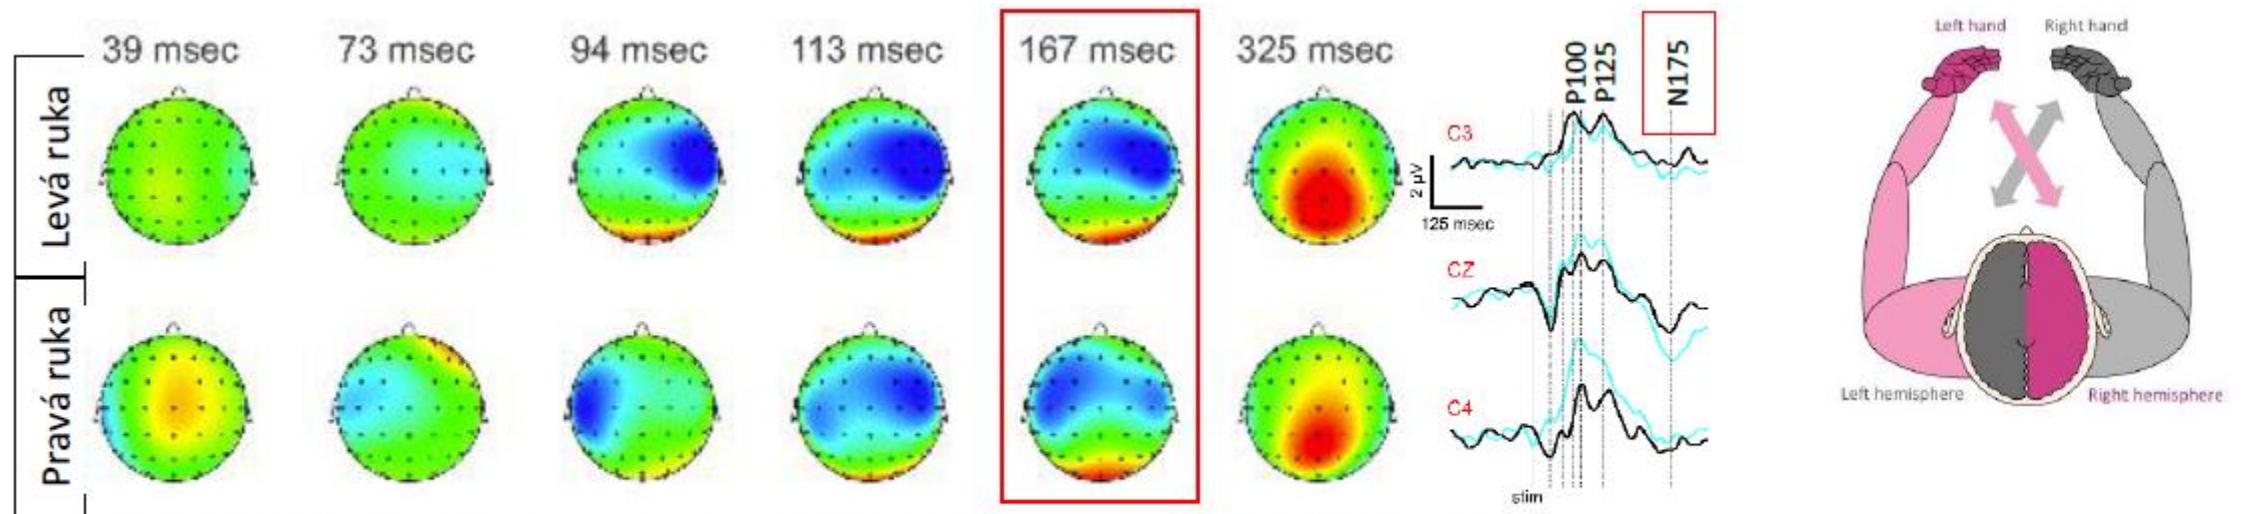 39 msec
73 msec
94 msec
113 msec
167 msec
325 msec
Levá ruka
Pravá ruka
P100
P125
N175
C3
2 µV
125 msec
CZ
C4
stim
Left hand
Right hand
Left hemisphere
Right hemisphere